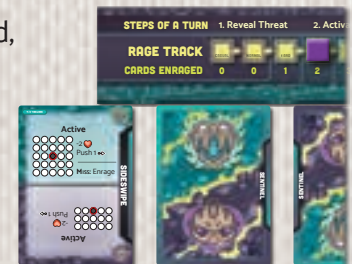 d,
STEPS OF A TURN 1. Reveal Threat 2. Activ
RAGE TRACK
CARDS ENRAGED 0 0 1 2
Active
-2
Push 1
Miss: Enrage
SIDESWIPE
Active
-2
Push 1
SENTINEL
SENTINEL